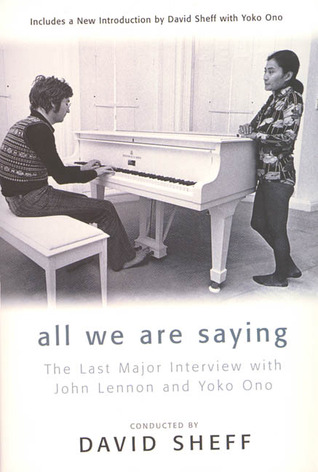 Includes a New Introduction by David Sheff with Yoko Ono
all we are saying
The Last Major Interview with
John Lennon and Yoko Ono
CONDUCTED BY
DAVID SHEFF